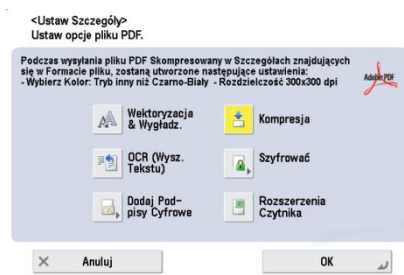 <Ustaw Szczegóły>
Ustaw opcje pliku PDF.
Podczas wysyłania pliku PDF Skompresowany w Szczegółach znajdujących
się w Formacie pliku, zostaną utworzone następujące ustawienia:
- Wybierz Kolor: Tryb inny niż Czarno-Biały - Rozdzielczość 300x300 dpi
Adobe PDF
Wektoryzacja
& Wygładz.
Kompresja
OCR (Wysz.
Tekstu)
Szyfrować
Dodaj Pod-
pisy Cyfrowe
Rozszerzenia
Czytnika
Anuluj
OK